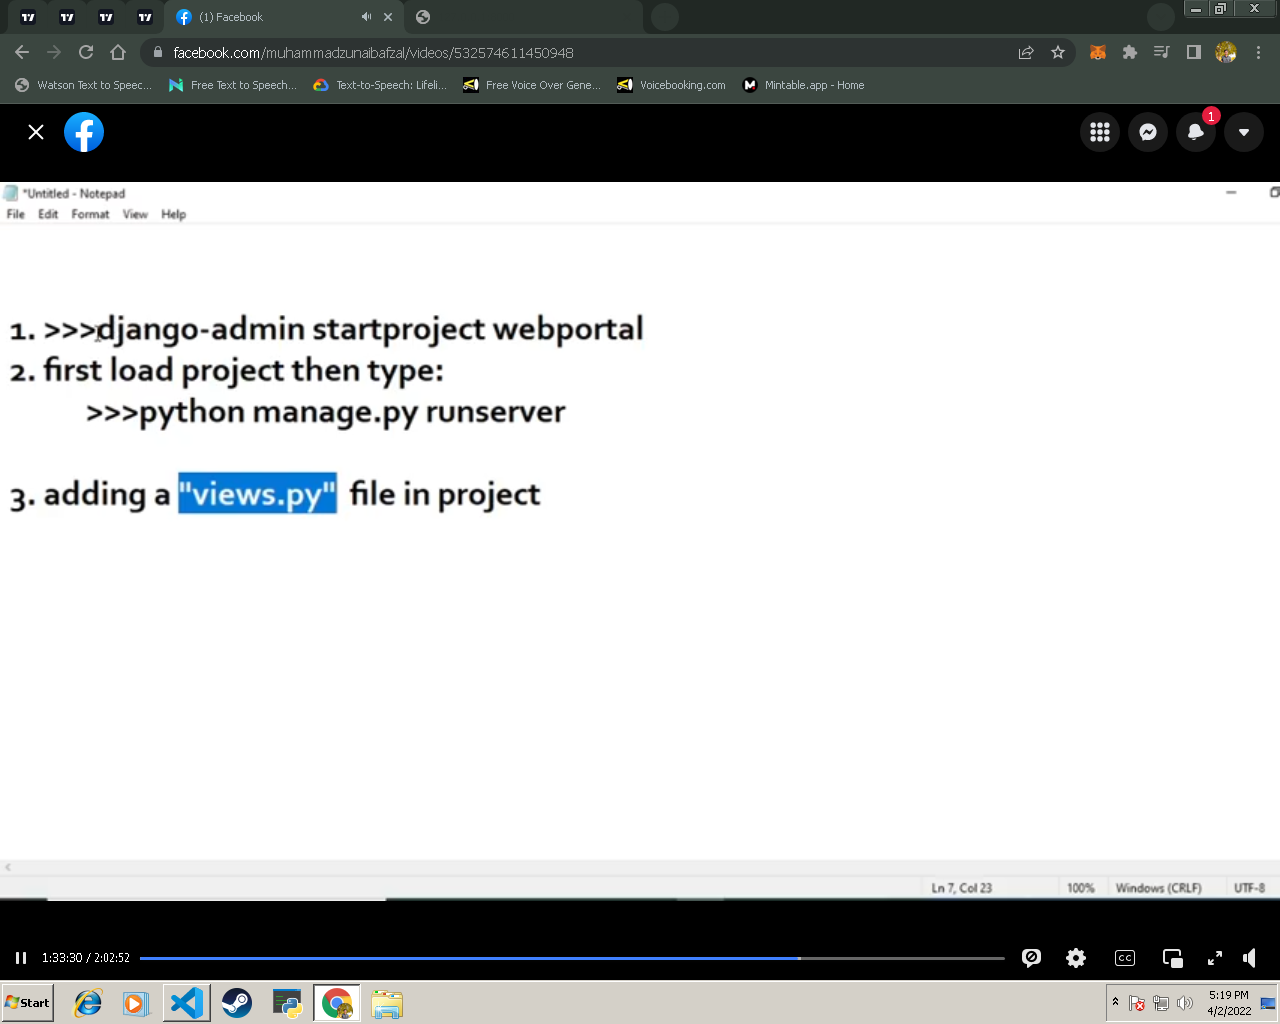 (1) Facebook
facebook.com/muhammadzunaibafzal/videos/532574611450948
Watson Text to Speec...
Free Text to Speech...
Text-to-Speech: Lifeli...
Free Voice Over Gene...
Voicebooking.com
Mintable.app - Home
1
*Untitled - Notepad
File Edit Format View Help
1. >>>django-admin startproject webportal
2. first load project then type:
>>>python manage.py runserver
3. adding a "views.py" file in project
Ln 7, Col 23
100%
Windows (CRLF)
UTF-8
1:33:30 / 2:02:52
CC
Start
5:19 PM
4/2/2022